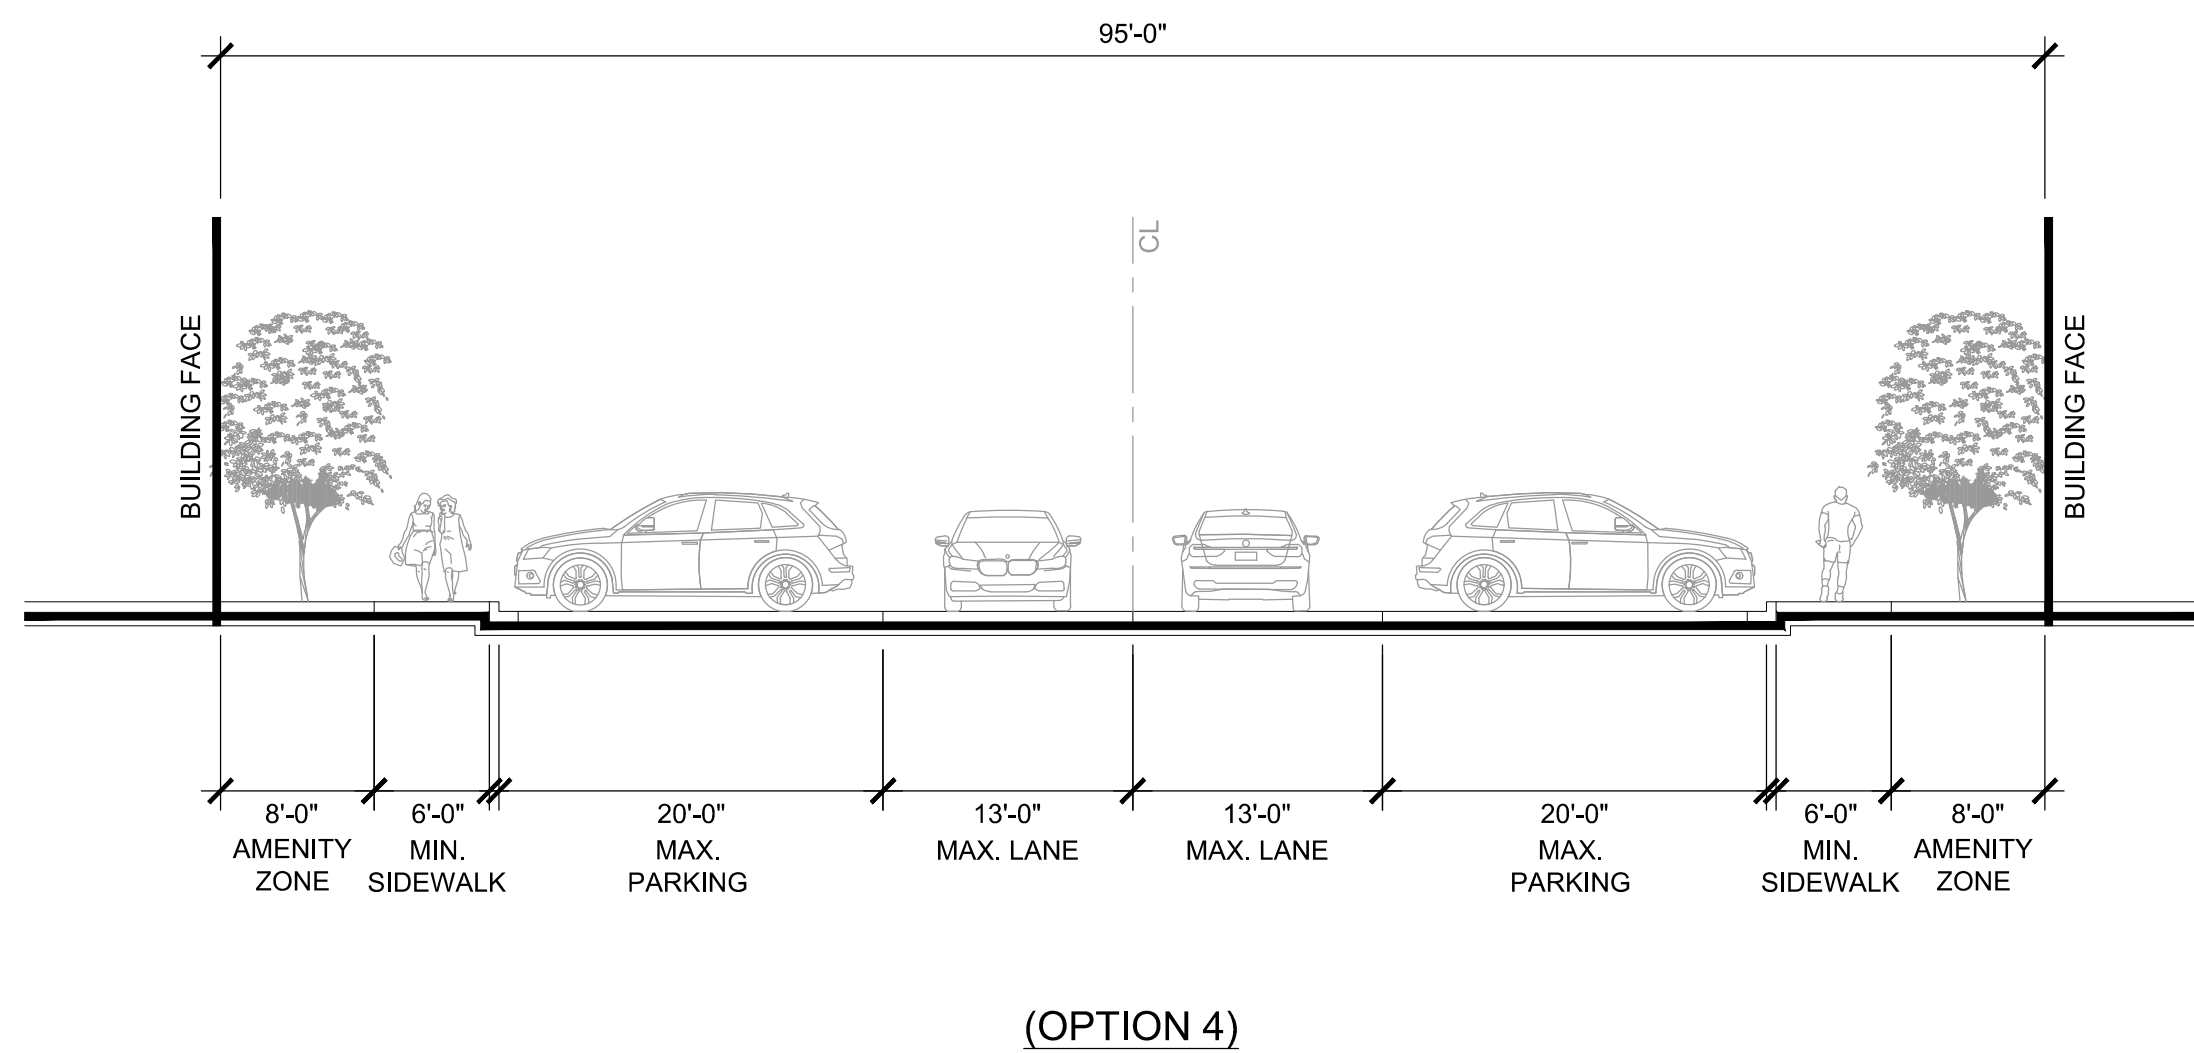 95'-0"
CL
BUILDING FACE
BUILDING FACE
8'-0"
AMENITY
ZONE
6'-0"
MIN.
SIDEWALK
20'-0"
MAX.
PARKING
13'-0"
MAX. LANE
13'-0"
MAX. LANE
20'-0"
MAX.
PARKING
6'-0"
MIN.
SIDEWALK
8'-0"
AMENITY
ZONE
(OPTION 4)